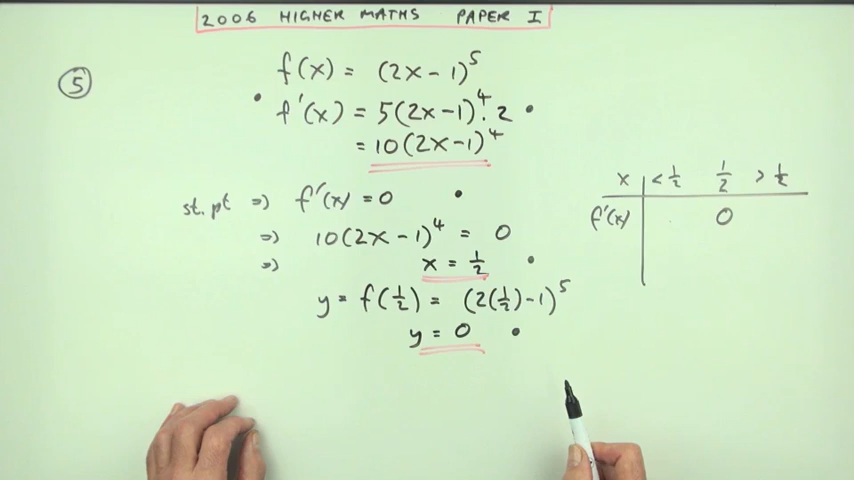 2006 HIGHER MATHS PAPER I
5
f(x) = (2x - 1)^5
f'(x) = 5(2x-1)^4 . 2
= 10(2x-1)^4
st. pt => f'(x) = 0
=> 10(2x-1)^4 = 0
=> x = 1/2
y = f(1/2) = (2(1/2)-1)^5
y = 0
x < 1/2 1/2 > 1/2
f'(x) 0